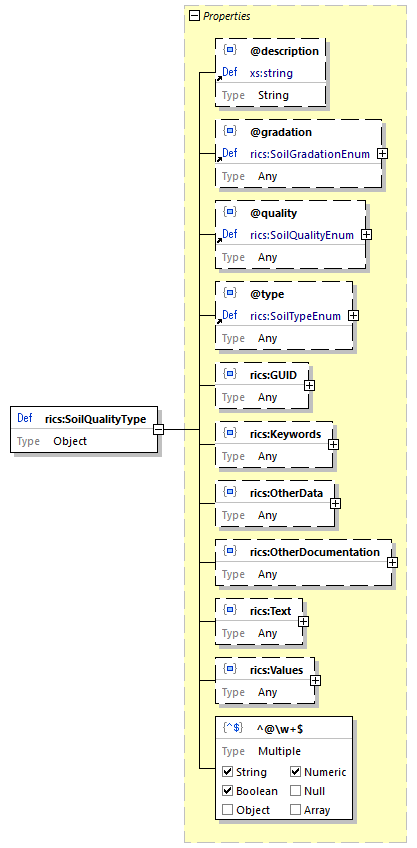 Properties
@description
Def xs:string
Type String
@gradation
Def rics:SoilGradationEnum
Type Any
@quality
Def rics:SoilQualityEnum
Type Any
@type
Def rics:SoilTypeEnum
Type Any
rics:GUID
Type Any
Def rics:SoilQualityType
Type Object
rics:Keywords
Type Any
rics:OtherData
Type Any
rics:OtherDocumentation
Type Any
rics:Text
Type Any
rics:Values
Type Any
{^$} ^@\w+$
Type Multiple
String Numeric
Boolean Null
Object Array